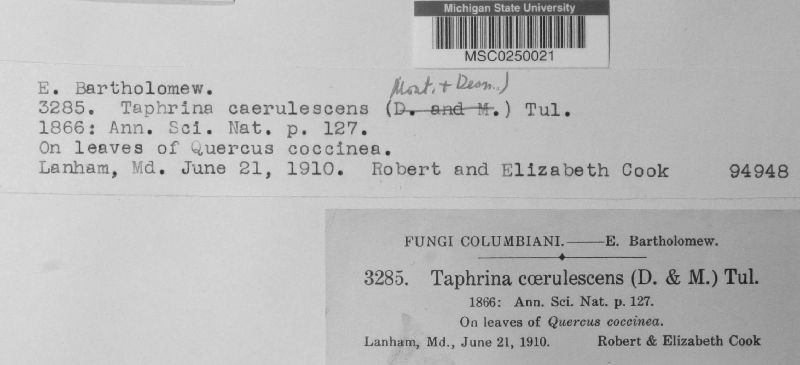 Michigan State University
MSC0250021
Mont. & Desm.)
E. Bartholomew.
3285. Taphrina caerulescens (D. and M.) Tul.
1866: Ann. Sci. Nat. p. 127.
On leaves of Quercus coccinea.
Lanham, Md. June 21, 1910. Robert and Elizabeth Cook 94948
FUNGI COLUMBIANI.——E. Bartholomew.
3285. Taphrina cœrulescens (D. & M.) Tul.
1866: Ann. Sci. Nat. p. 127.
On leaves of Quercus coccinea.
Lanham, Md., June 21, 1910. Robert & Elizabeth Cook